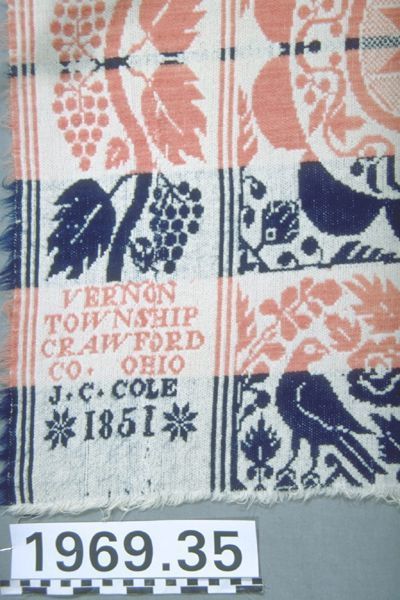 VERNON
TOWNSHIP
CRAWFORD
CO. OHIO
J. C. COLE
1851
1969.35